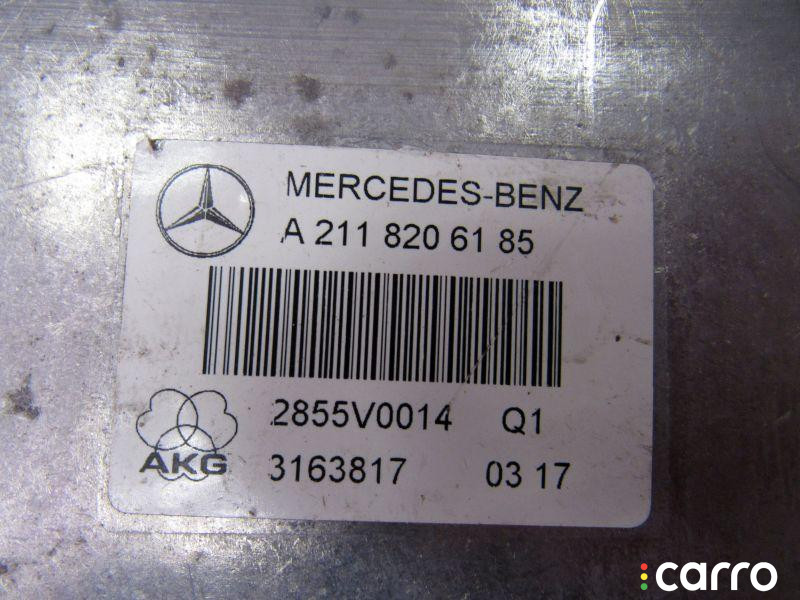 MERCEDES-BENZ
A 211 820 61 85
2855V0014 Q1
AKG
3163817 03 17
carro